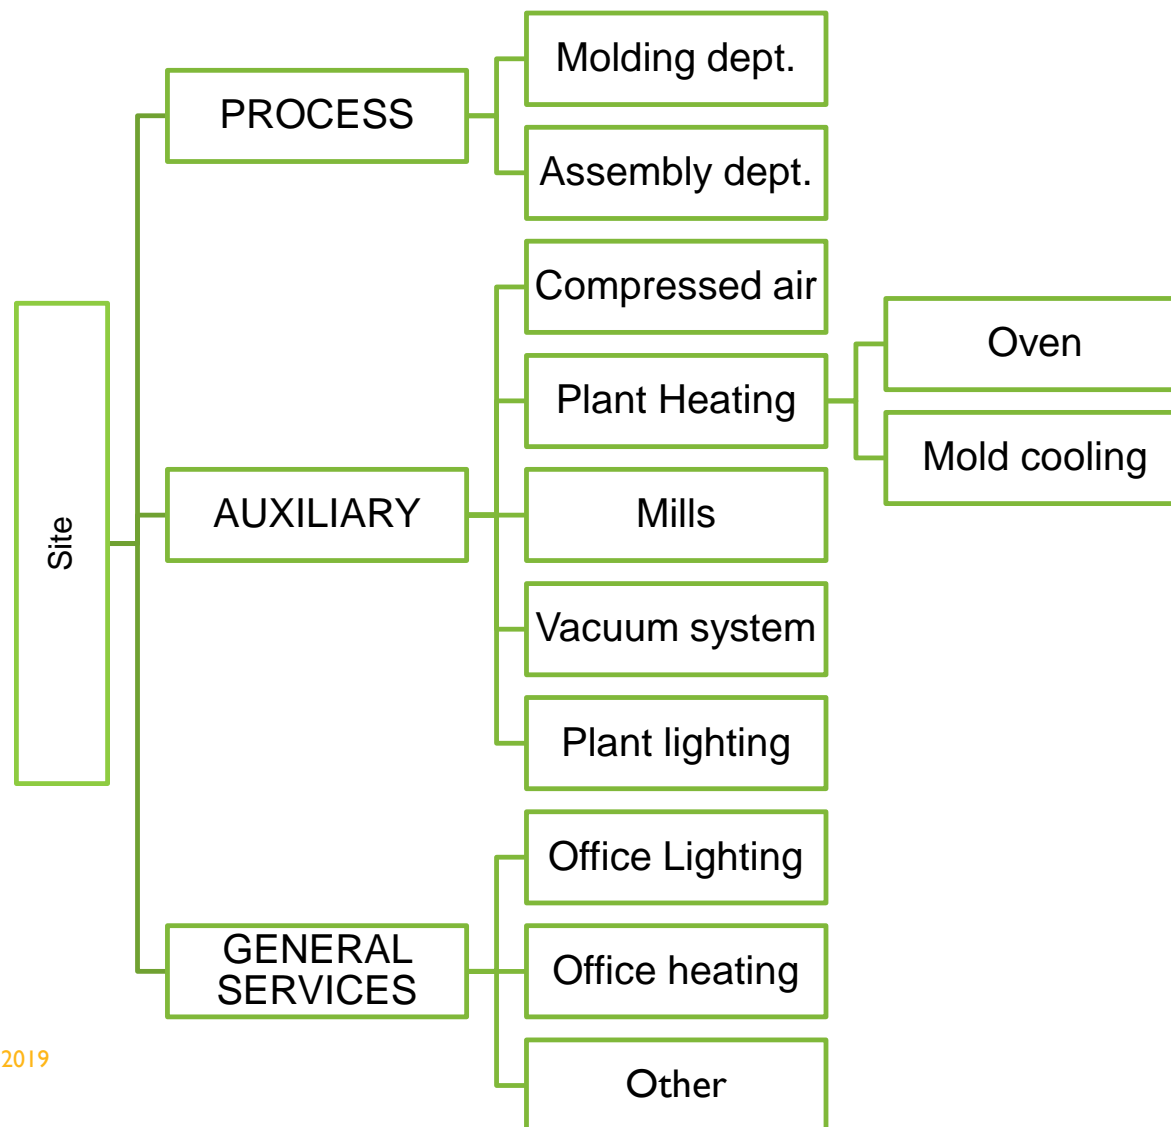 Molding dept.
PROCESS
Assembly dept.
Compressed air
Oven
Plant Heating
Mold cooling
Site
AUXILIARY
Mills
Vacuum system
Plant lighting
Office Lighting
GENERAL
SERVICES
Office heating
Other
2019